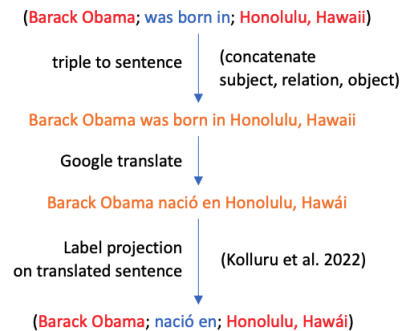 (Barack Obama; was born in; Honolulu, Hawaii)
triple to sentence
(concatenate
subject, relation, object)
Barack Obama was born in Honolulu, Hawaii
Google translate
Barack Obama nació en Honolulu, Hawái
Label projection
on translated sentence
(Kolluru et al. 2022)
(Barack Obama; nació en; Honolulu, Hawái)